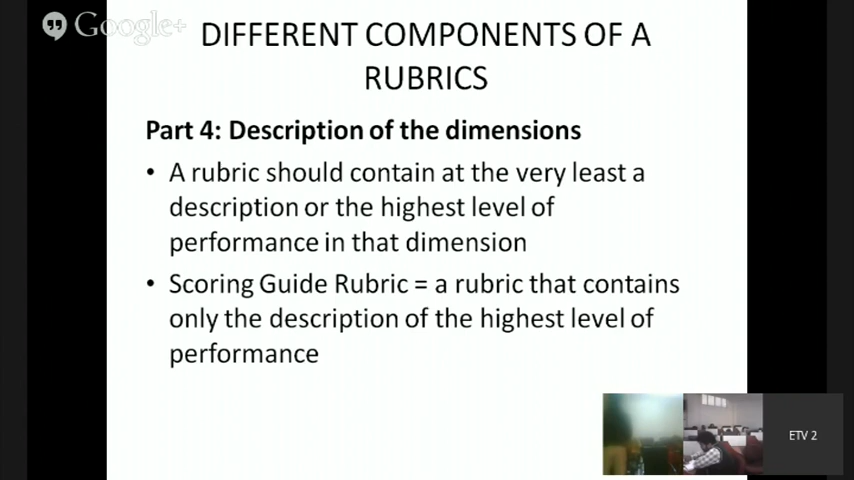 Google+
DIFFERENT COMPONENTS OF A
RUBRICS
Part 4: Description of the dimensions
• A rubric should contain at the very least a
description or the highest level of
performance in that dimension
• Scoring Guide Rubric = a rubric that contains
only the description of the highest level of
performance
ETV 2